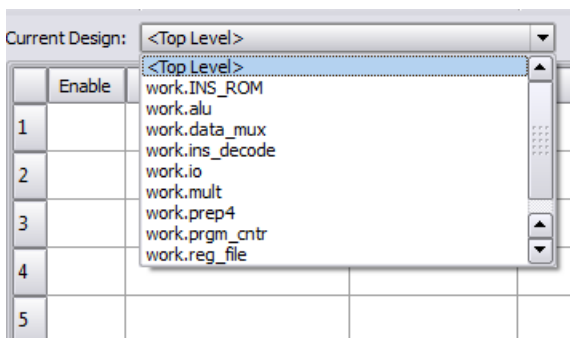 Current Design: <Top Level>
<Top Level>
Enable
work.INS_ROM
work.alu
1
work.data_mux
work.ins_decode
2
work.io
work.mult
work.prep4
3
work.prgm_cntr
work.reg_file
4
5